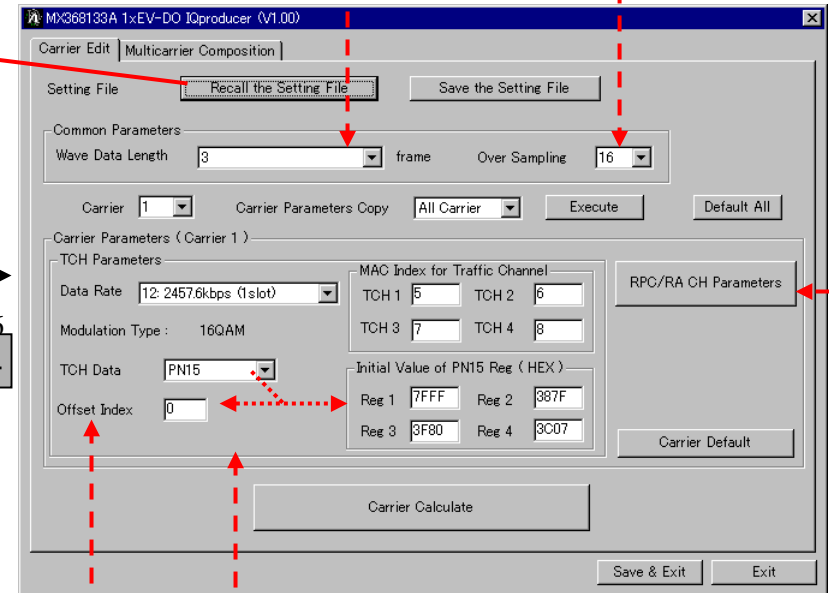 MX368133A 1xEV-DO IQproducer (V1.00)
Carrier Edit Multicarrier Composition
Setting File Recall the Setting File Save the Setting File
Common Parameters
Wave Data Length 3 frame Over Sampling 16
Carrier 1 Carrier Parameters Copy All Carrier Execute Default All
Carrier Parameters ( Carrier 1 )
TCH Parameters
MAC Index for Traffic Channel
Data Rate 12: 2457.6kbps (1slot)
TCH 1 5 TCH 2 6
RPC/RA CH Parameters
Modulation Type : 16QAM
TCH 3 7 TCH 4 8
TCH Data PN15
Initial Value of PN15 Reg ( HEX )
Reg 1 7FFF Reg 2 387F
Offset Index 0
Reg 3 3F80 Reg 4 3C07
Carrier Default
Carrier Calculate
Save & Exit Exit